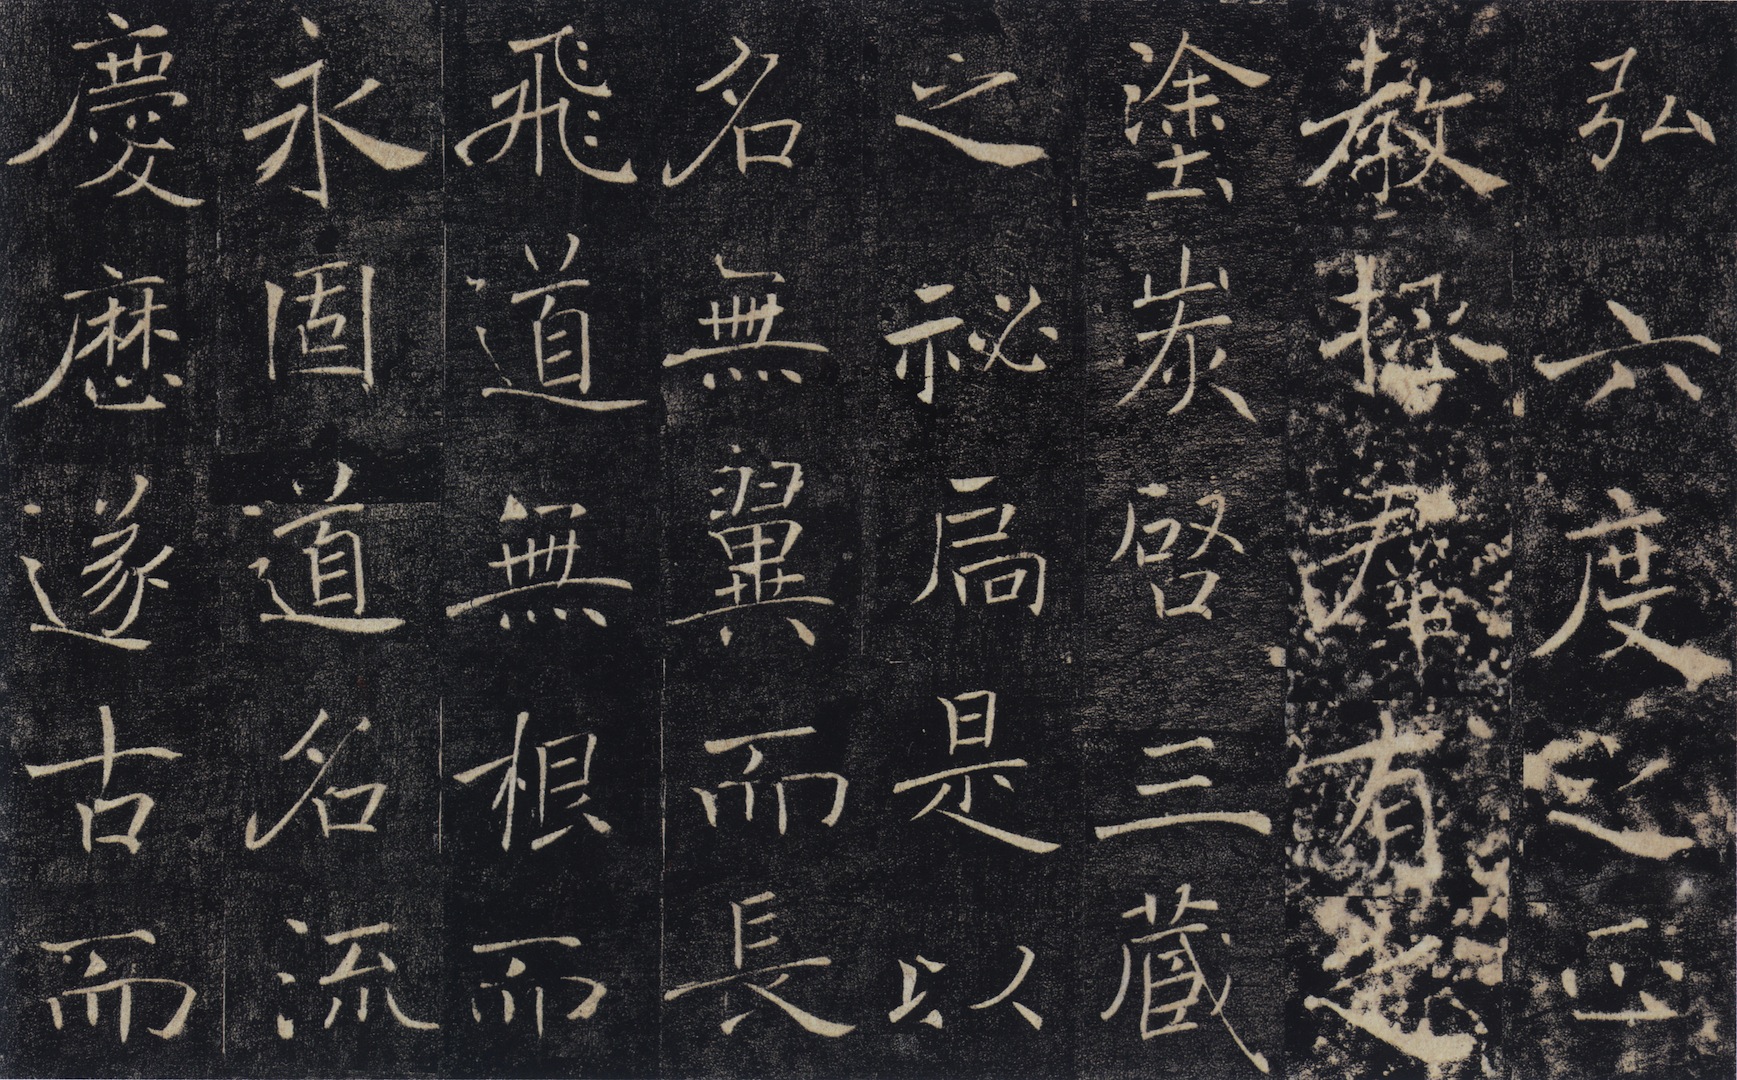 弘六度之正
教拯羣有之
塗炭啓三藏
之祕扃是以
名無翼而長
飛道無根而
永固道名流
慶歷遂古而